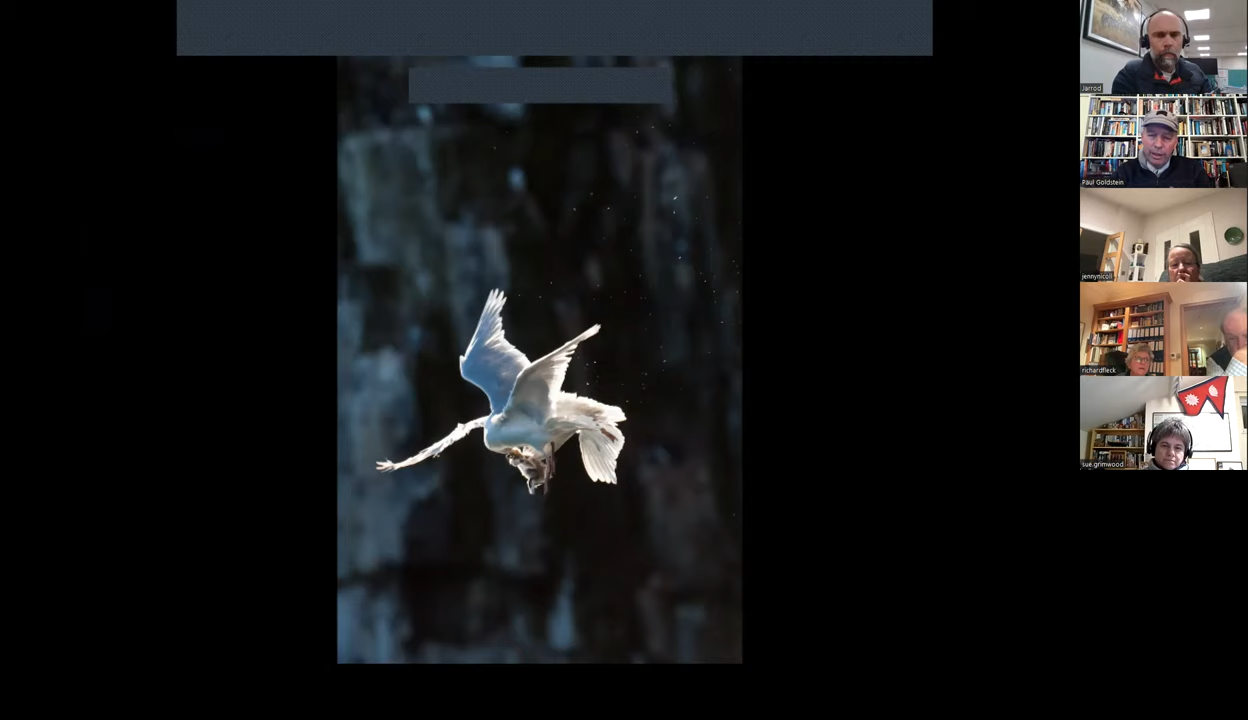 Jarrod
Paul Goldstein
jennynicoll
richardfleck
sue.grimwood